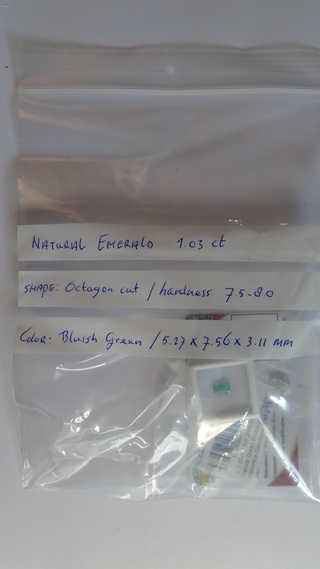 NATURAL EMERALD 1.03 ct
SHAPE: Octagon cut / hardness 7.5-8.0
Color: Bluish Green / 5.27 x 7.56 x 3.11 mm